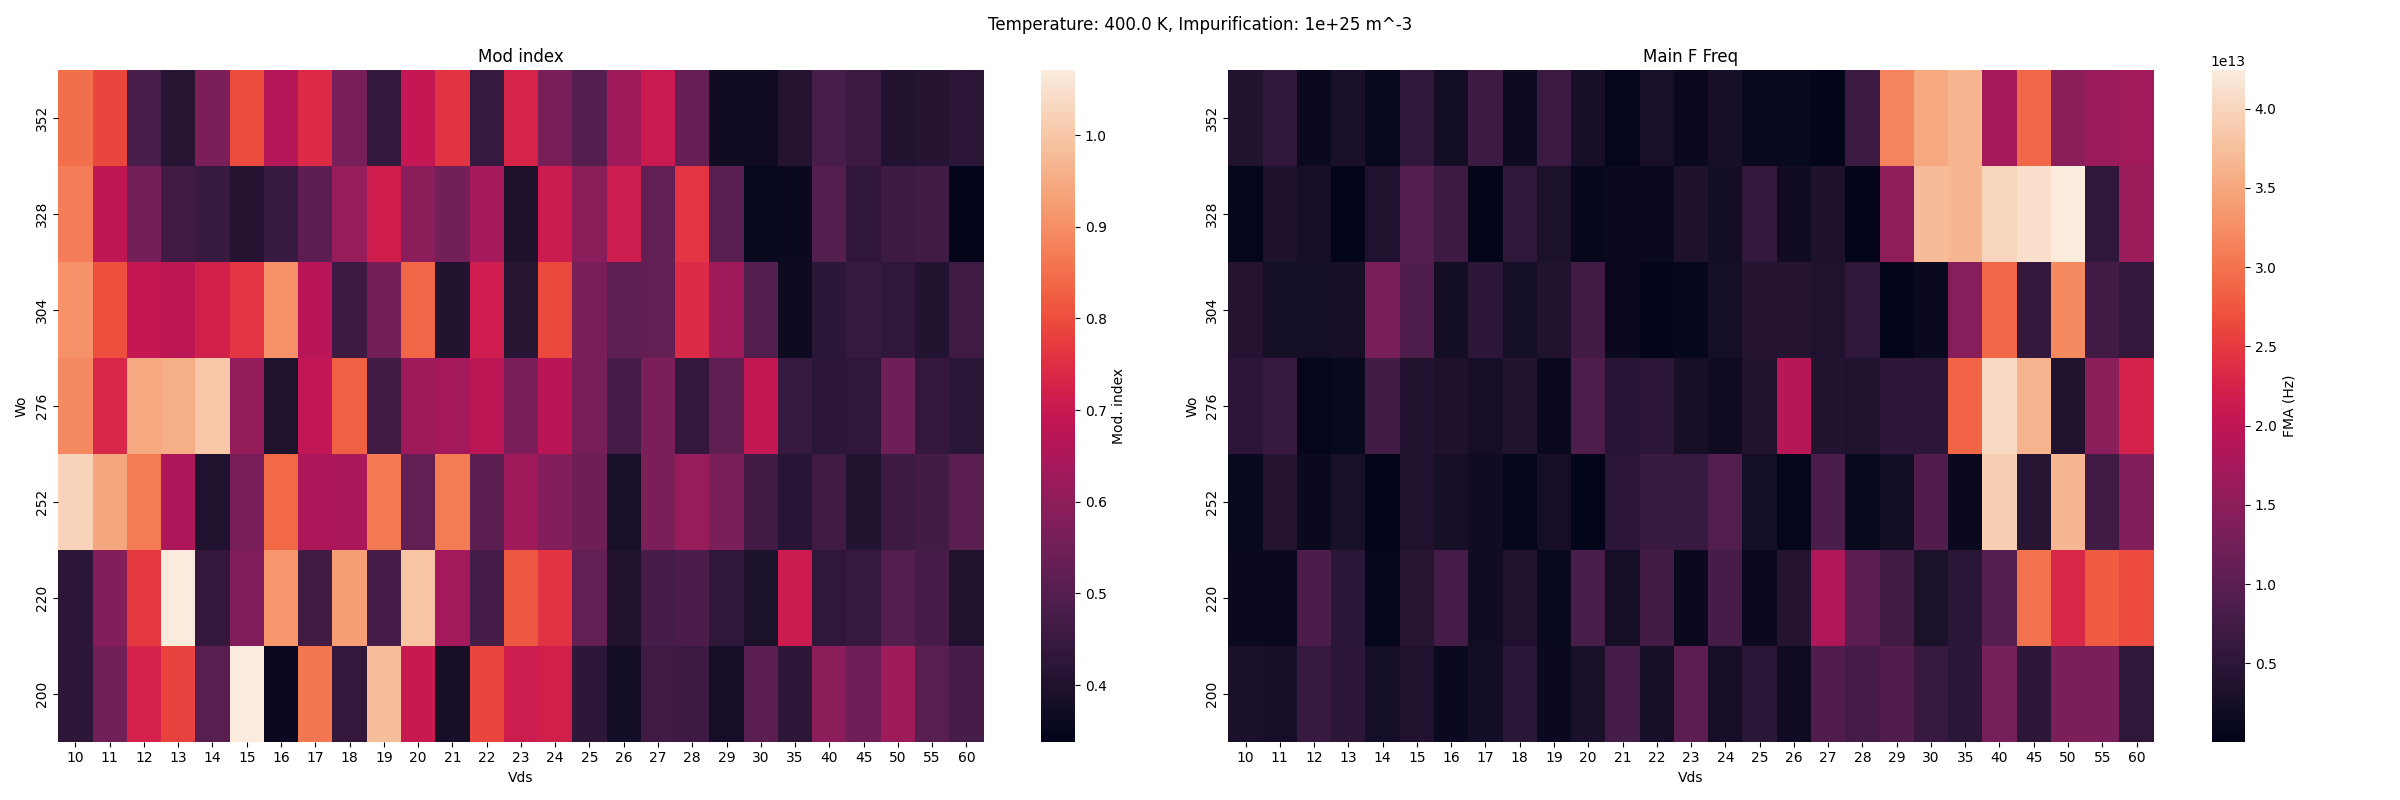 Temperature: 400.0 K, Impurification: 1e+25 m^-3
Mod index
352
328
304
276
252
220
200
Wo
10 11 12 13 14 15 16 17 18 19 20 21 22 23 24 25 26 27 28 29 30 35 40 45 50 55 60
Vds
1.0
0.9
0.8
0.7
0.6
0.5
0.4
Mod. index
Main F Freq
352
328
304
276
252
220
200
Wo
10 11 12 13 14 15 16 17 18 19 20 21 22 23 24 25 26 27 28 29 30 35 40 45 50 55 60
Vds
1e13
4.0
3.5
3.0
2.5
2.0
1.5
1.0
0.5
FMA (Hz)